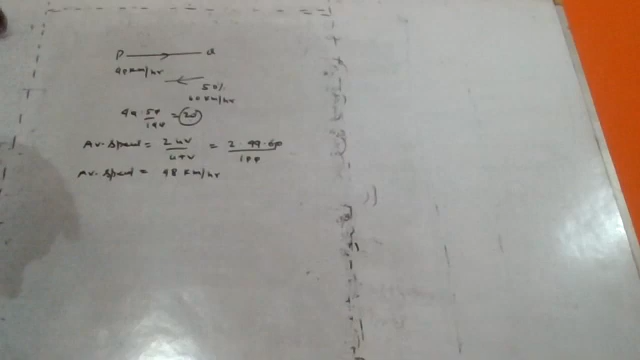 P Q
40 km/hr
50%
60 km/hr
40.50/100 = 20
Av. Speed = 2uv/u+v = 2.40.60/100
Av. Speed = 48 km/hr